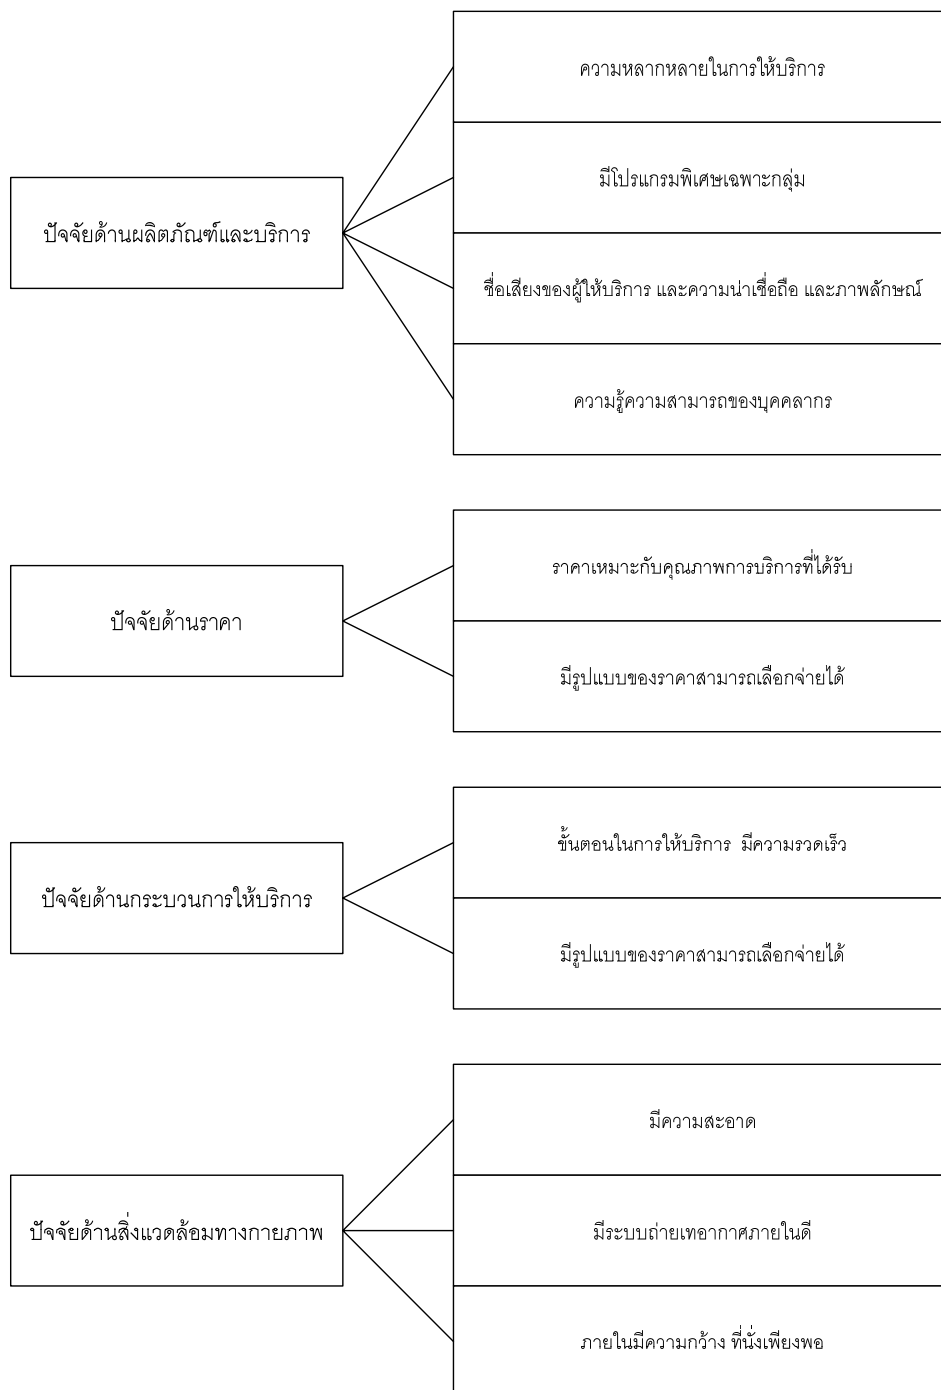 ปัจจัยด้านผลิตภัณฑ์และบริการ
ความหลากหลายในการให้บริการ
มีโปรแกรมพิเศษเฉพาะกลุ่ม
ชื่อเสียงของผู้ให้บริการ และความน่าเชื่อถือ และภาพลักษณ์
ความรู้ความสามารถของบุคคลากร
ปัจจัยด้านราคา
ราคาเหมาะกับคุณภาพการบริการที่ได้รับ
มีรูปแบบของราคาสามารถเลือกจ่ายได้
ปัจจัยด้านกระบวนการให้บริการ
ขั้นตอนในการให้บริการ มีความรวดเร็ว
มีรูปแบบของราคาสามารถเลือกจ่ายได้
ปัจจัยด้านสิ่งแวดล้อมทางกายภาพ
มีความสะอาด
มีระบบถ่ายเทอากาศภายในดี
ภายในมีความกว้าง ที่นั่งเพียงพอ